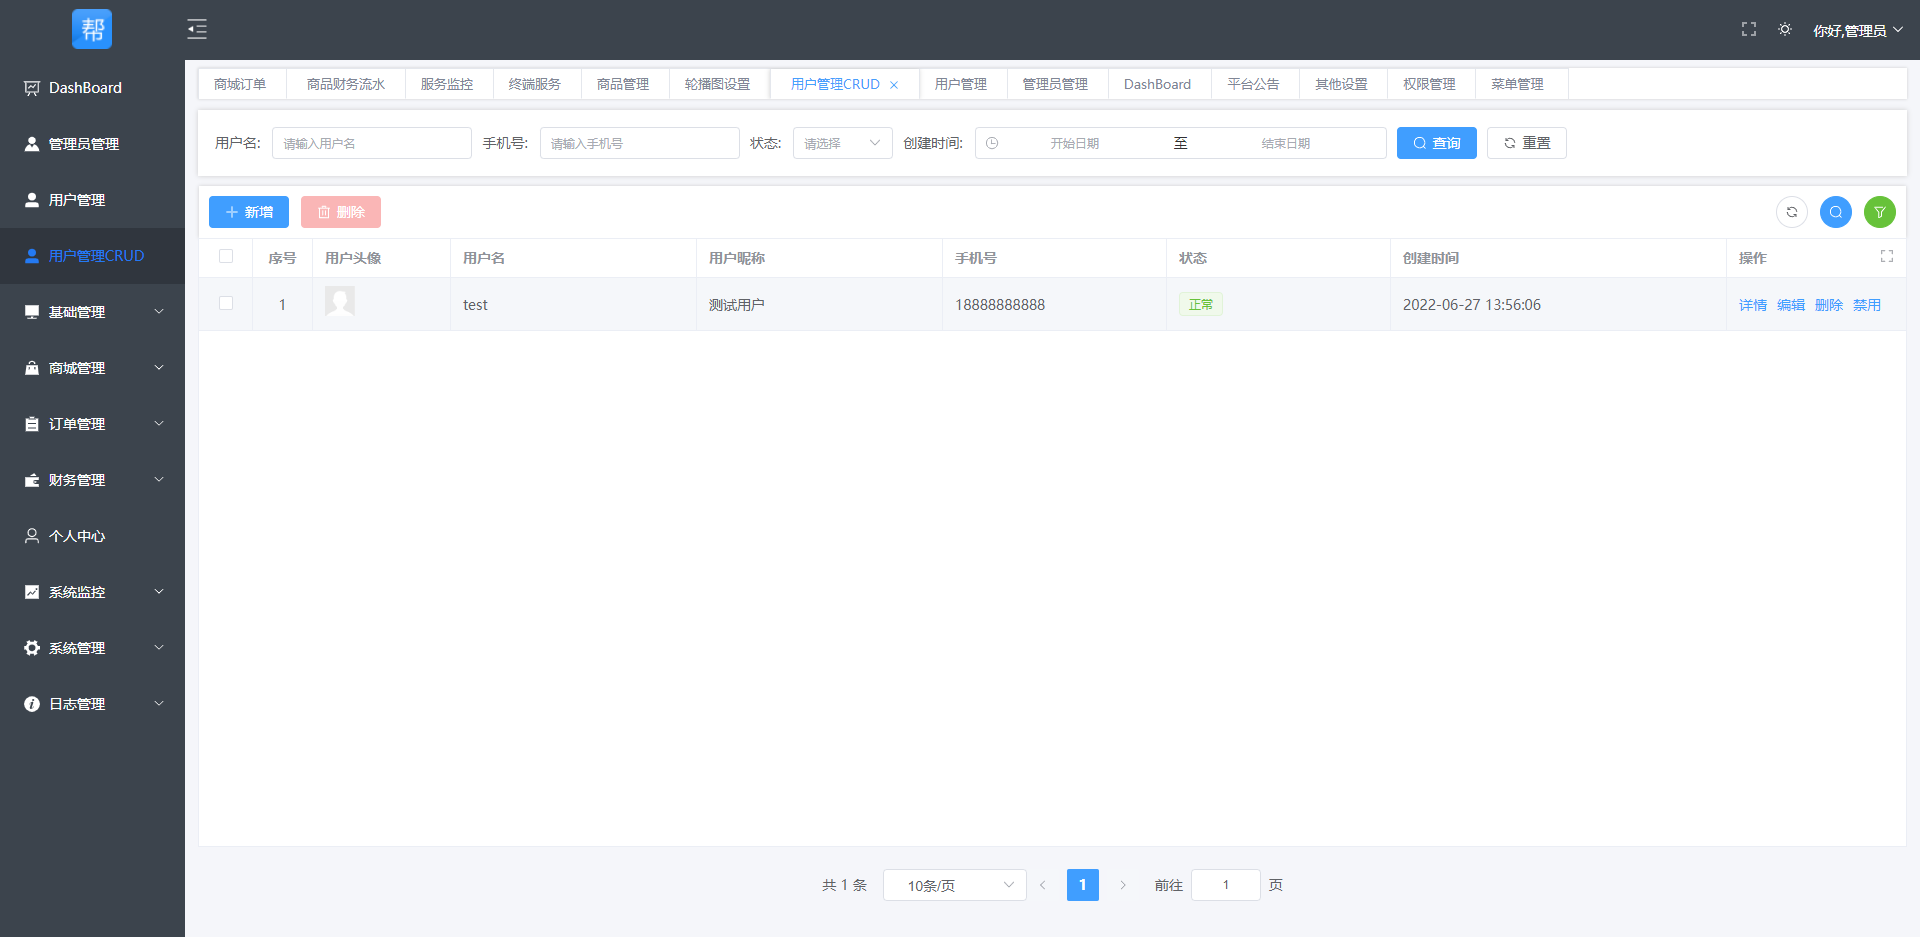 帮
你好,管理员
DashBoard
管理员管理
用户管理
用户管理CRUD
基础管理
商城管理
订单管理
财务管理
个人中心
系统监控
系统管理
日志管理
商城订单 商品财务流水 服务监控 终端服务 商品管理 轮播图设置 用户管理CRUD 用户管理 管理员管理 DashBoard 平台公告 其他设置 权限管理 菜单管理
用户名: 请输入用户名 手机号: 请输入手机号 状态: 请选择 创建时间: 开始日期 至 结束日期 查询 重置
新增 删除
序号 用户头像 用户名 用户昵称 手机号 状态 创建时间 操作
1 test 测试用户 18888888888 正常 2022-06-27 13:56:06 详情 编辑 删除 禁用
共 1 条 10条/页 1 前往 1 页